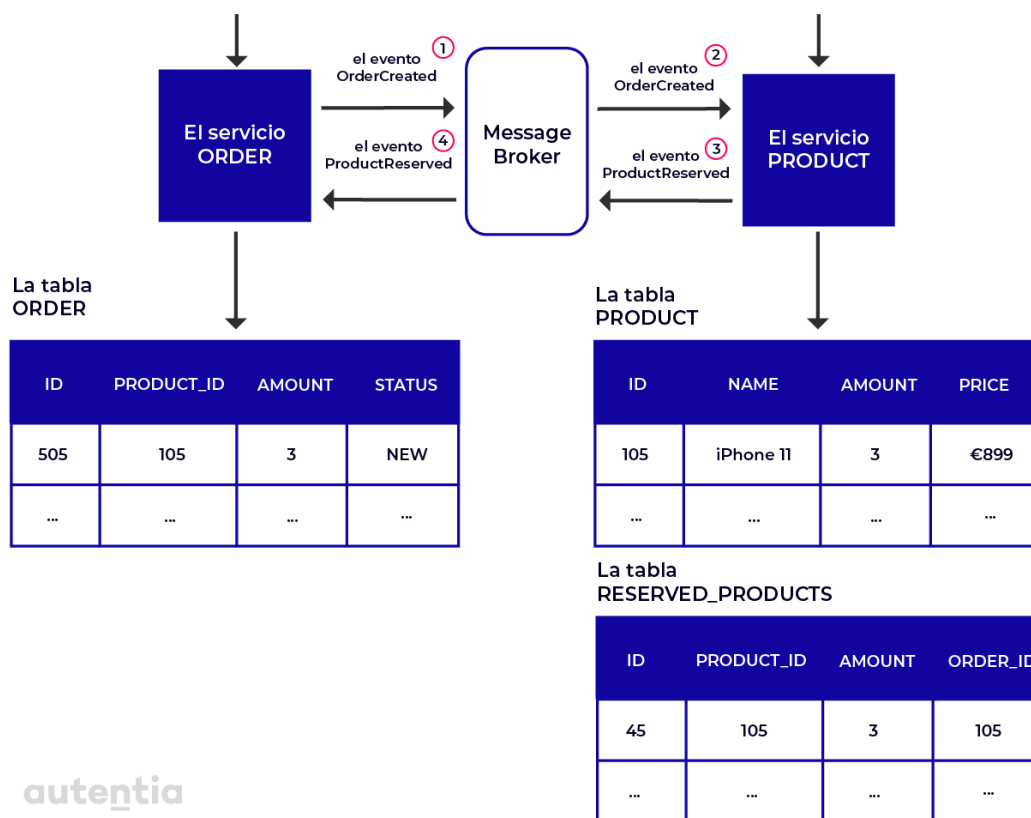 el evento
OrderCreated
1
el evento
OrderCreated
2
El servicio
ORDER
Message
Broker
El servicio
PRODUCT
el evento
ProductReserved
4
el evento
ProductReserved
3
La tabla
ORDER
ID PRODUCT_ID AMOUNT STATUS
505 105 3 NEW
... ... ... ...
La tabla
PRODUCT
ID NAME AMOUNT PRICE
105 iPhone 11 3 €899
... ... ... ...
La tabla
RESERVED_PRODUCTS
ID PRODUCT_ID AMOUNT ORDER_ID
45 105 3 105
... ... ... ...
autentia